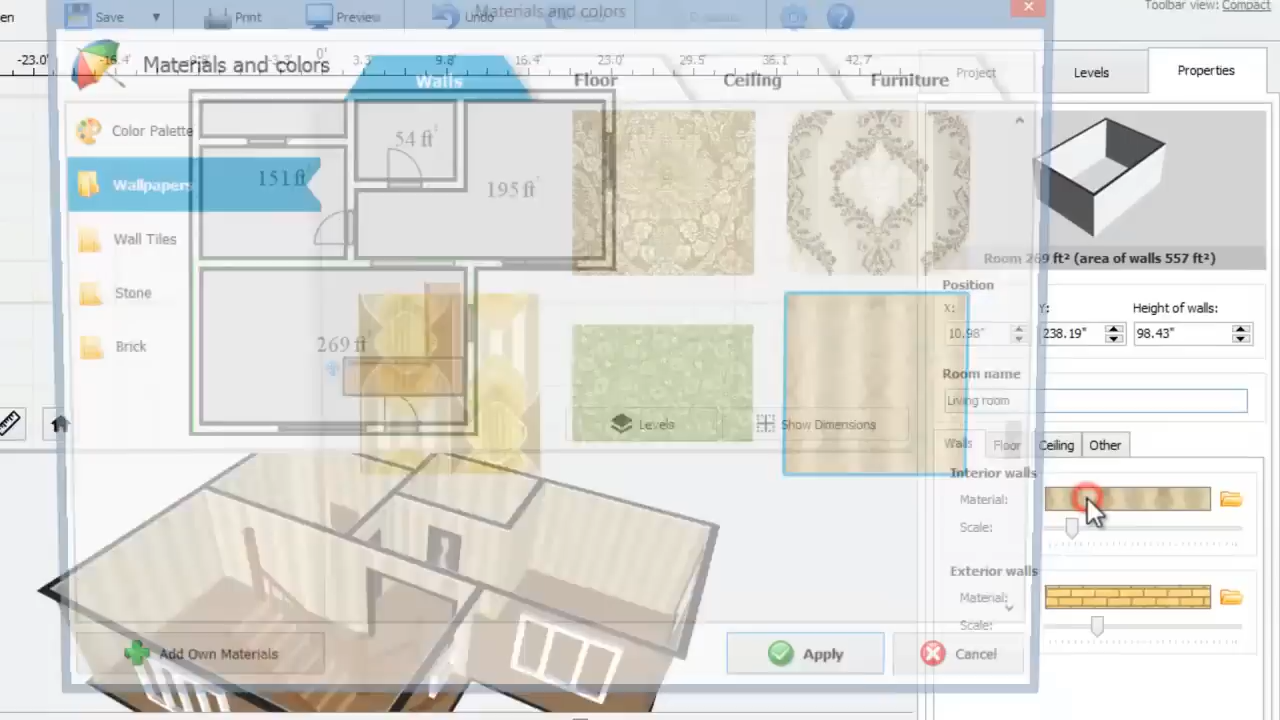 en
Save
Print
Preview
Undo
Materials and colors
Toolbar view: Compact
-23.0'
-16.4'
0'
3.3'
9.8'
16.4'
23.0'
29.5'
36.1'
42.7'
Materials and colors
Walls
Floor
Ceiling
Furniture
Project
Levels
Properties
Color Palette
Wallpapers
Wall Tiles
Stone
Brick
54 ft²
151 ft²
195 ft²
269 ft²
Levels
Show Dimensions
Room 269 ft² (area of walls 557 ft²)
Position
X:
Y:
Height of walls:
10.98"
238.19"
98.43"
Room name
Living room
Walls
Floor
Ceiling
Other
Interior walls
Material:
Scale:
Exterior walls
Material:
Scale:
Add Own Materials
Apply
Cancel